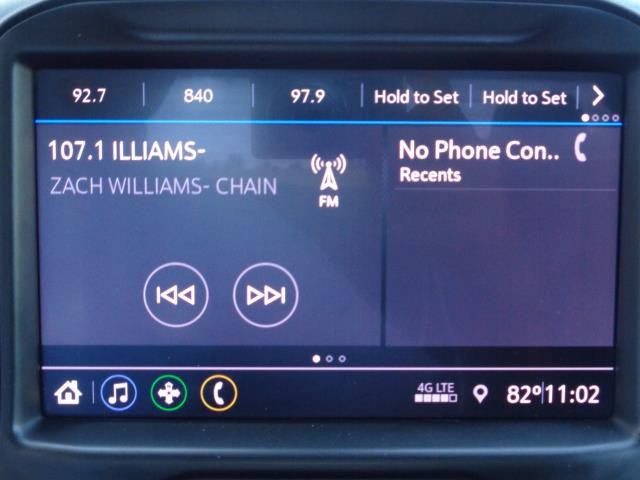 92.7 840 97.9 Hold to Set Hold to Set
107.1 ILLIAMS-
ZACH WILLIAMS- CHAIN
FM
No Phone Con..
Recents
4G LTE
82° 11:02